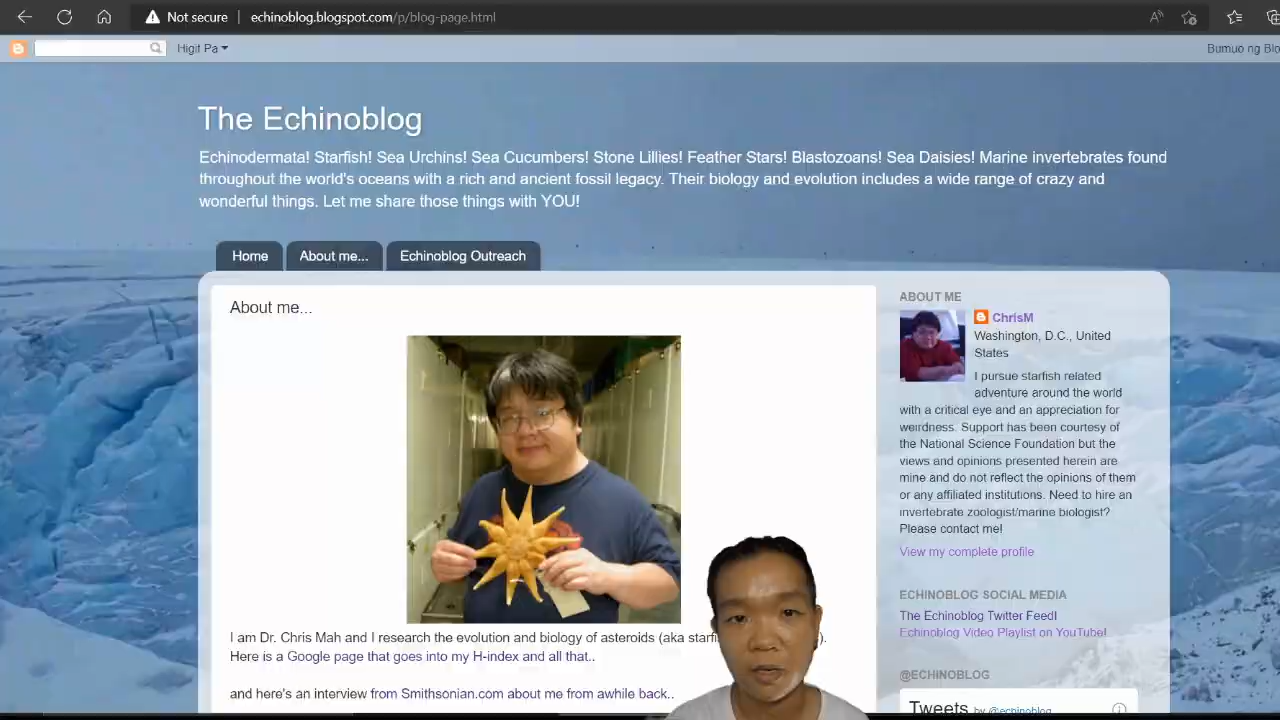 Not secure
echinoblog.blogspot.com/p/blog-page.html
Higit Pa
Bumuo ng
The Echinoblog
Echinodermata! Starfish! Sea Urchins! Sea Cucumbers! Stone Lillies! Feather Stars! Blastozoans! Sea Daisies! Marine invertebrates found
throughout the world's oceans with a rich and ancient fossil legacy. Their biology and evolution includes a wide range of crazy and
wonderful things. Let me share those things with YOU!
Home
About me...
Echinoblog Outreach
About me...
I am Dr. Chris Mah and I research the evolution and biology of asteroids (aka
Here is a Google page that goes into my H-index and all that..
and here's an interview from Smithsonian.com about me from awhile back..
ABOUT ME
ChrisM
Washington, D.C., United
States
I pursue starfish related
adventure around the world
with a critical eye and an appreciation for
weirdness. Support has been courtesy of
the National Science Foundation but the
views and opinions presented herein are
mine and do not reflect the opinions of them
or any affiliated institutions. Need to hire an
invertebrate zoologist/marine biologist?
Please contact me!
View my complete profile
ECHINOBLOG SOCIAL MEDIA
The Echinoblog Twitter Feed!
Echinoblog Video Playlist on YouTube!
@ECHINOBLOG
Tweets by @echinoblog